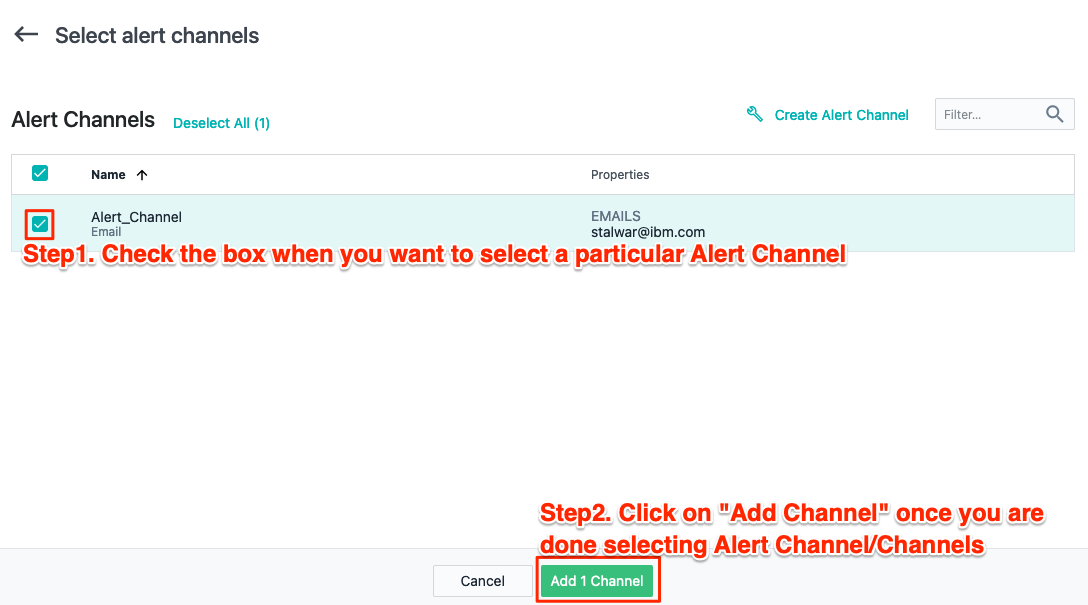 Select alert channels
Alert Channels Deselect All (1) Create Alert Channel Filter...
Name Properties
Alert_Channel EMAILS
Email stalwar@ibm.com
Step1. Check the box when you want to select a particular Alert Channel
Step2. Click on "Add Channel" once you are
done selecting Alert Channel/Channels
Cancel Add 1 Channel